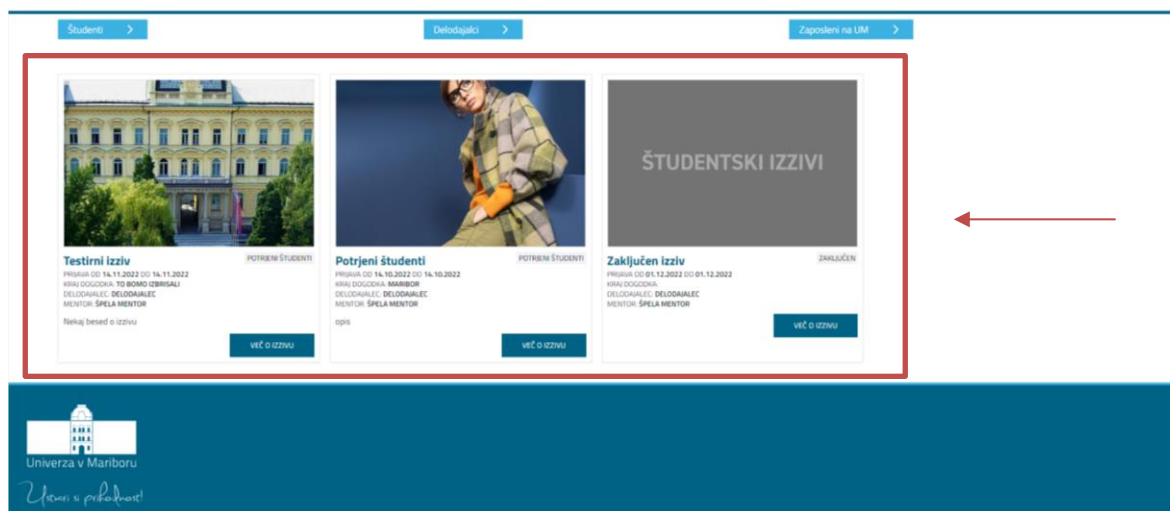 Študenti
Delodajalci
Zaposleni na UM
Testirni izziv
POTRJENI ŠTUDENTI
PRIJAVA OD 14.11.2022 DO 14.11.2022
KRAJ DOGODKA: TO BOMO IZBRISALI
DELODAJALEC: DELODAJALEC
MENTOR: ŠPELA MENTOR
Nekaj besed o izzivu
VEČ O IZZIVU
Potrjeni študenti
POTRJENI ŠTUDENTI
PRIJAVA OD 14.10.2022 DO 14.10.2022
KRAJ DOGODKA: MARIBOR
DELODAJALEC: DELODAJALEC
MENTOR: ŠPELA MENTOR
opis
VEČ O IZZIVU
ŠTUDENTSKI IZZIVI
Zaključen izziv
ZAKLJUČEN
PRIJAVA OD 01.12.2022 DO 01.12.2022
KRAJ DOGODKA:
DELODAJALEC: DELODAJALEC
MENTOR: ŠPELA MENTOR
VEČ O IZZIVU
Univerza v Mariboru
Ustvari si prihodnost!